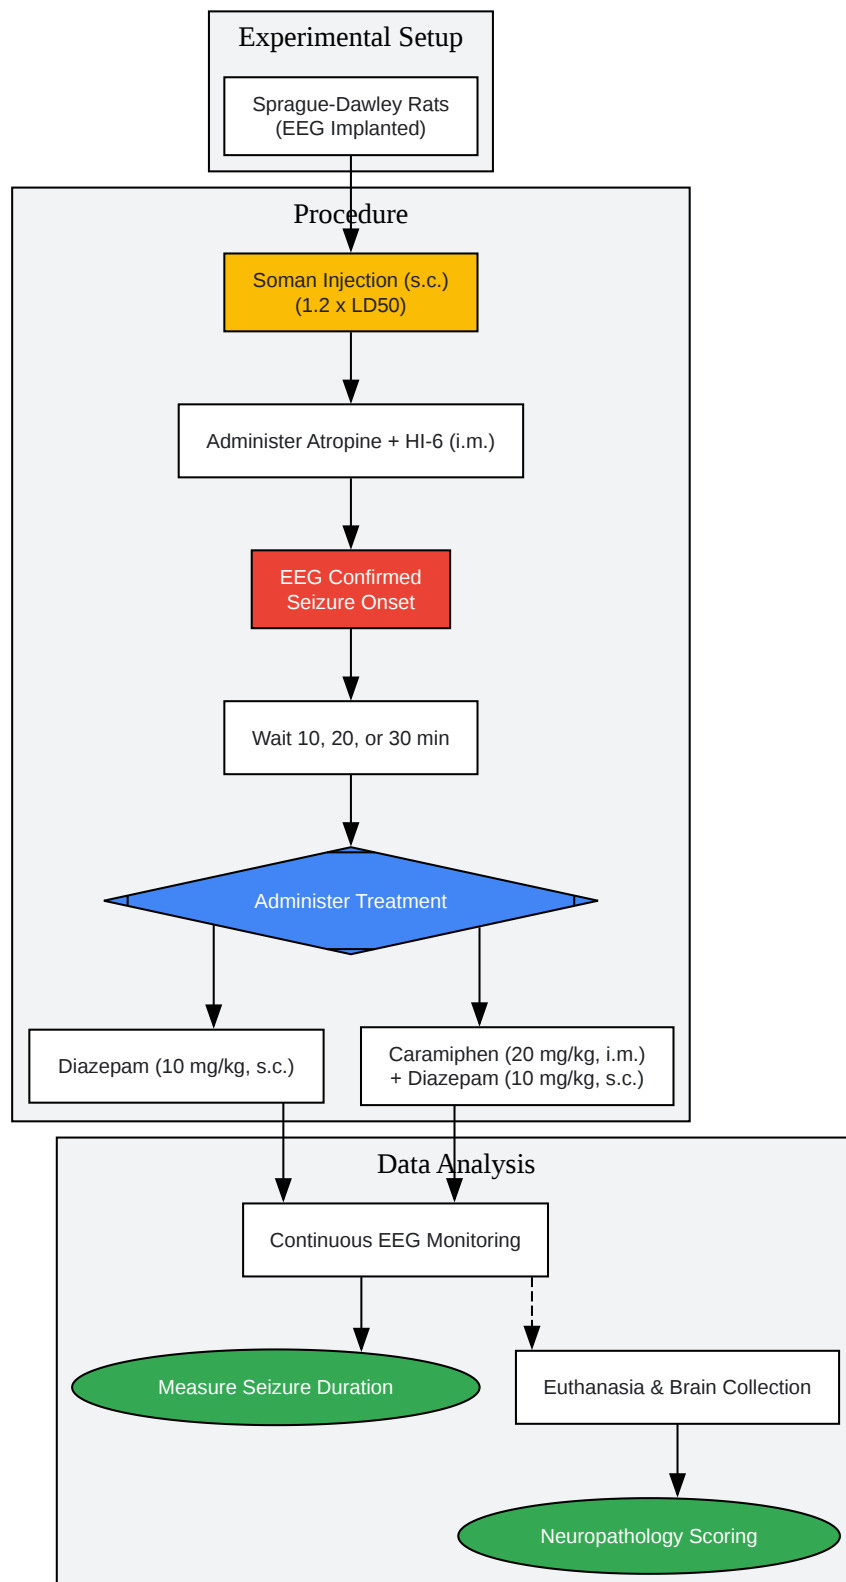 Experimental Setup
Sprague-Dawley Rats
(EEG Implanted)
Procedure
Soman Injection (s.c.)
(1.2 x LD50)
Administer Atropine + HI-6 (i.m.)
EEG Confirmed
Seizure Onset
Wait 10, 20, or 30 min
Administer Treatment
Diazepam (10 mg/kg, s.c.)
Caramiphen (20 mg/kg, i.m.)
+ Diazepam (10 mg/kg, s.c.)
Data Analysis
Continuous EEG Monitoring
Measure Seizure Duration
Euthanasia & Brain Collection
Neuropathology Scoring